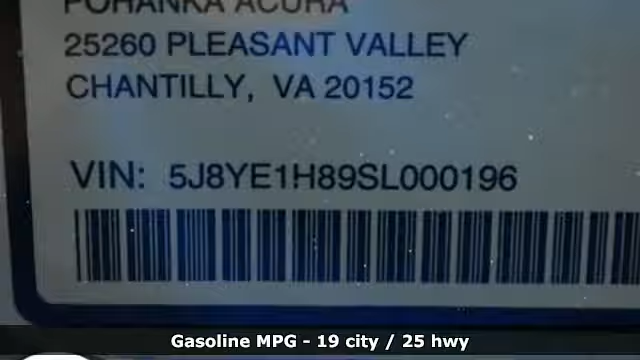 POHANKA ACURA
25260 PLEASANT VALLEY
CHANTILLY, VA 20152
VIN: 5J8YE1H89SL000196
Gasoline MPG - 19 city / 25 hwy